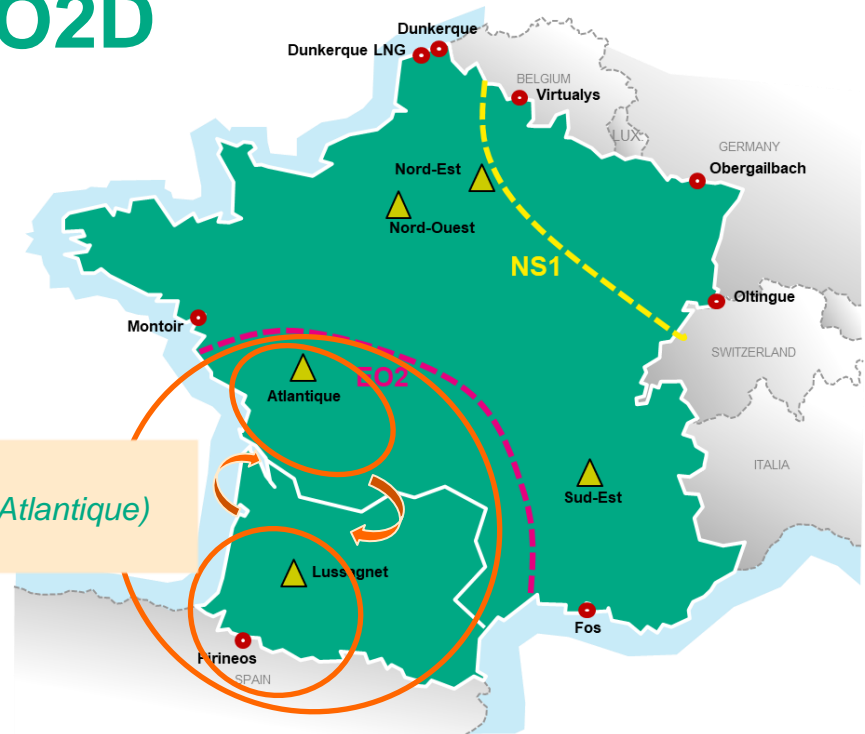 O2D
Dunkerque
Dunkerque LNG
BELGIUM
Virtualys
LUX.
GERMANY
Obergailbach
Nord-Est
Nord-Ouest
NS1
Oltingue
Montoir
SWITZERLAND
EO2
Atlantique
ITALIA
Sud-Est
Atlantique)
Lussagnet
Fos
Pirineos
SPAIN